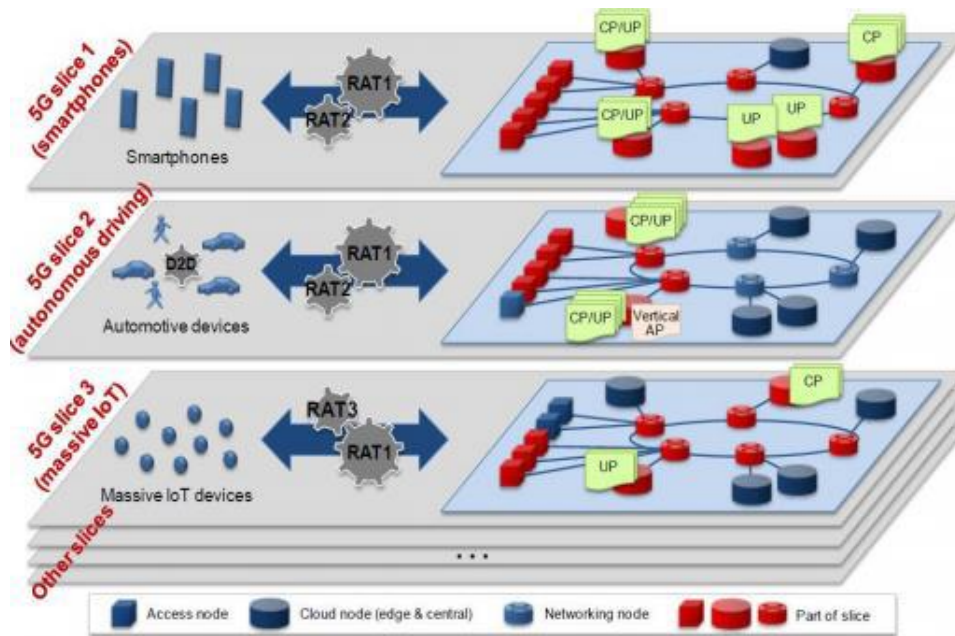 5G slice 1
(smartphones)
Smartphones
RAT1
RAT2
CP/UP
CP
CP/UP
UP
UP
5G slice 2
(autonomous driving)
D2D
Automotive devices
RAT1
RAT2
CP/UP
CP/UP
Vertical
AP
5G slice 3
(massive IoT)
Massive IoT devices
RAT3
RAT1
CP
UP
Other slices
...
Access node
Cloud node (edge & central)
Networking node
Part of slice